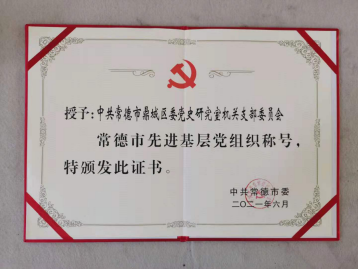 授予:中共常德市鼎城区委党史研究室机关支部委员会
常德市先进基层党组织称号,
特颁发此证书。
中共常德市委
二〇二一年六月